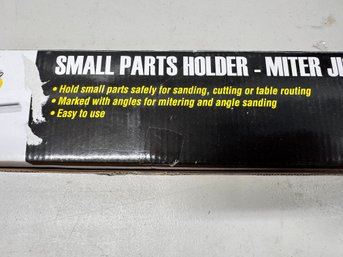 SMALL PARTS HOLDER - MITER JI
• Hold small parts safely for sanding, cutting or table routing
• Marked with angles for mitering and angle sanding
• Easy to use